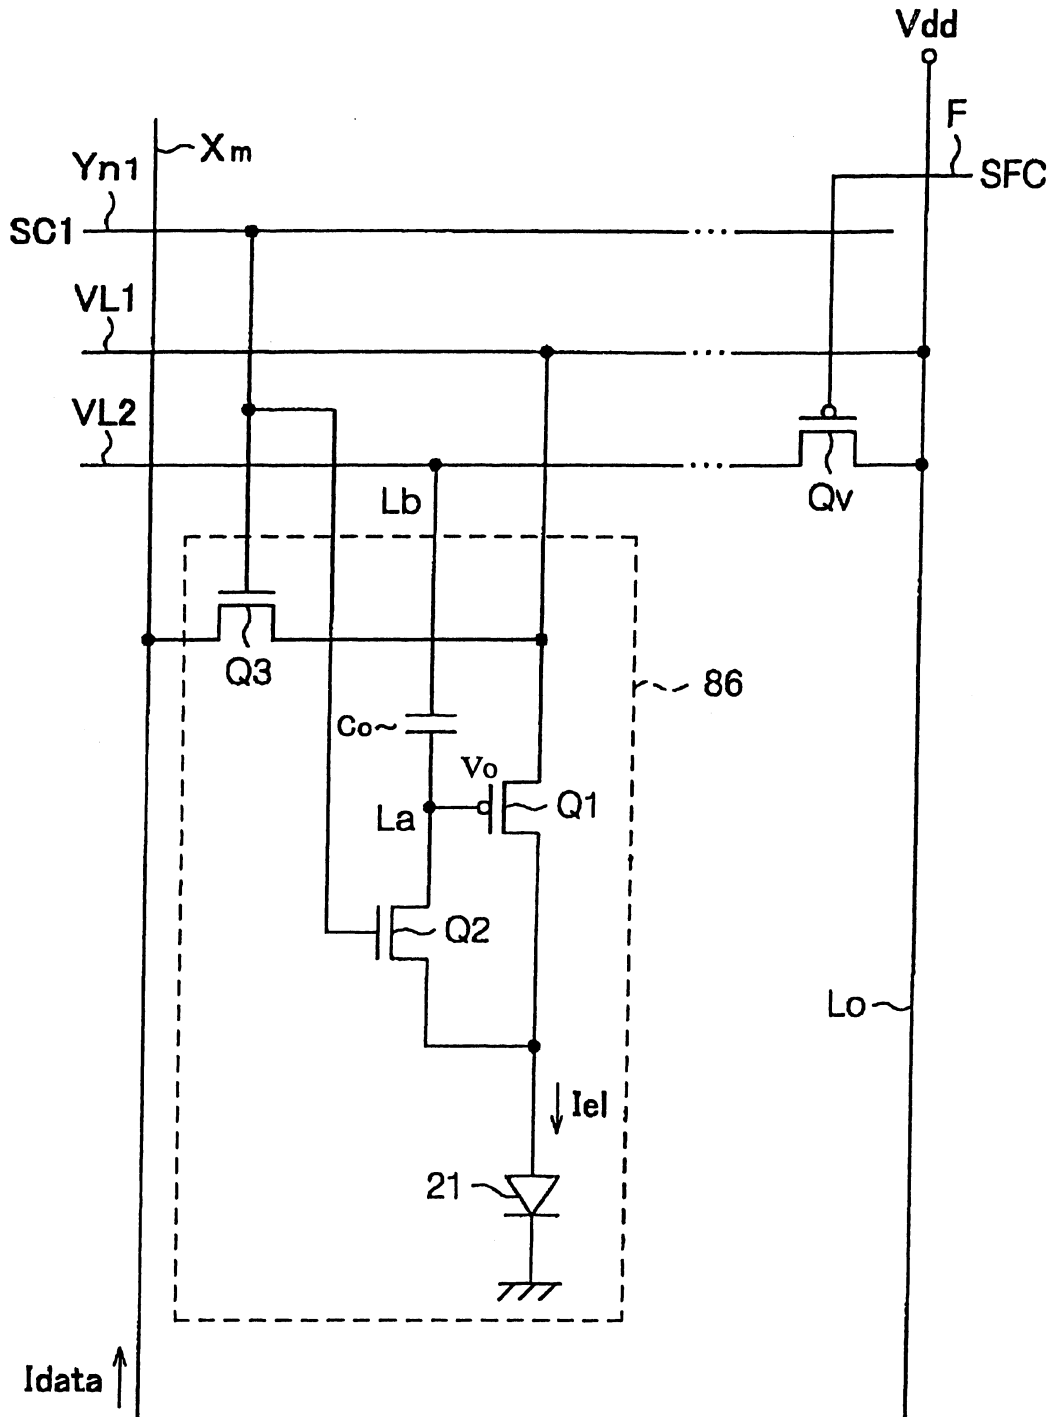 Vdd
F
Xm
Yn1
SFC
SC1
VL1
VL2
Lb
Qv
Q3
86
Co
Vo
Q1
La
Q2
Lo
Iel
21
Idata